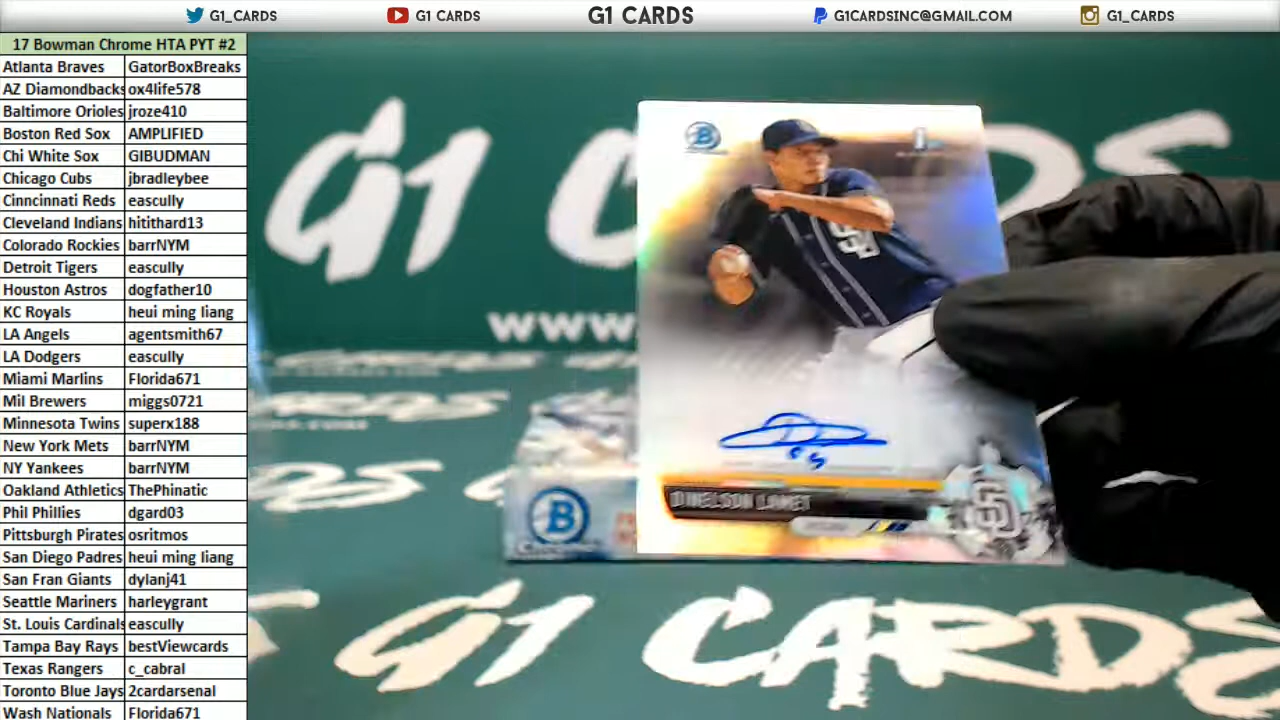 G1_CARDS
G1 CARDS
G1 CARDS
G1CARDSINC@GMAIL.COM
G1_CARDS
17 Bowman Chrome HTA PYT #2
Atlanta Braves GatorBoxBreaks
AZ Diamondbacks ox4life578
Baltimore Orioles jroze410
Boston Red Sox AMPLIFIED
Chi White Sox GIBUDMAN
Chicago Cubs jbradleybee
Cinncinnati Reds eascully
Cleveland Indians hitithard13
Colorado Rockies barrNYM
Detroit Tigers eascully
Houston Astros dogfather10
KC Royals heui ming liang
LA Angels agentsmith67
LA Dodgers eascully
Miami Marlins Florida671
Mil Brewers miggs0721
Minnesota Twins superx188
New York Mets barrNYM
NY Yankees barrNYM
Oakland Athletics ThePhinatic
Phil Phillies dgard03
Pittsburgh Pirates osritmos
San Diego Padres heui ming liang
San Fran Giants dylanj41
Seattle Mariners harleygrant
St. Louis Cardinals eascully
Tampa Bay Rays bestViewcards
Texas Rangers c_cabral
Toronto Blue Jays 2cardarsenal
Wash Nationals Florida671
G1 C DS
www.
B
SD
DINELSON LAMET
SD
B
G1 CARDS